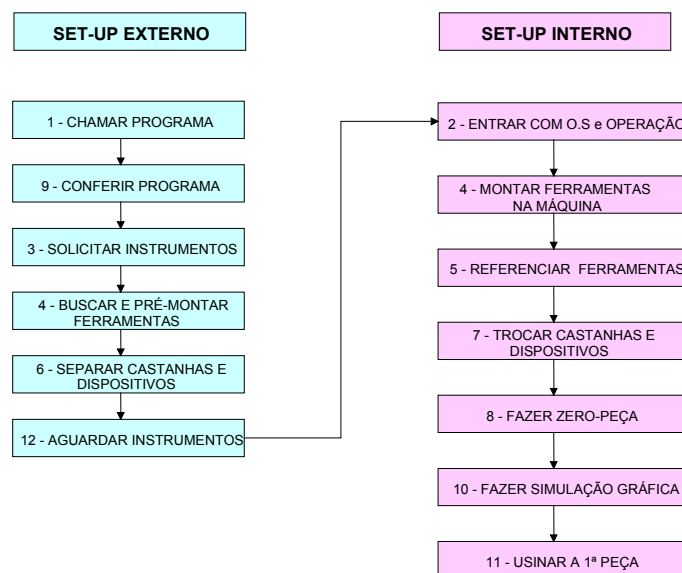 SET-UP EXTERNO
1 - CHAMAR PROGRAMA
9 - CONFERIR PROGRAMA
3 - SOLICITAR INSTRUMENTOS
4 - BUSCAR E PRÉ-MONTAR
FERRAMENTAS
6 - SEPARAR CASTANHAS E
DISPOSITIVOS
12 - AGUARDAR INSTRUMENTOS
SET-UP INTERNO
2 - ENTRAR COM O.S e OPERAÇÃO
4 - MONTAR FERRAMENTAS
NA MÁQUINA
5 - REFERENCIAR FERRAMENTAS
7 - TROCAR CASTANHAS E
DISPOSITIVOS
8 - FAZER ZERO-PEÇA
10 - FAZER SIMULAÇÃO GRÁFICA
11 - USINAR A 1ª PEÇA